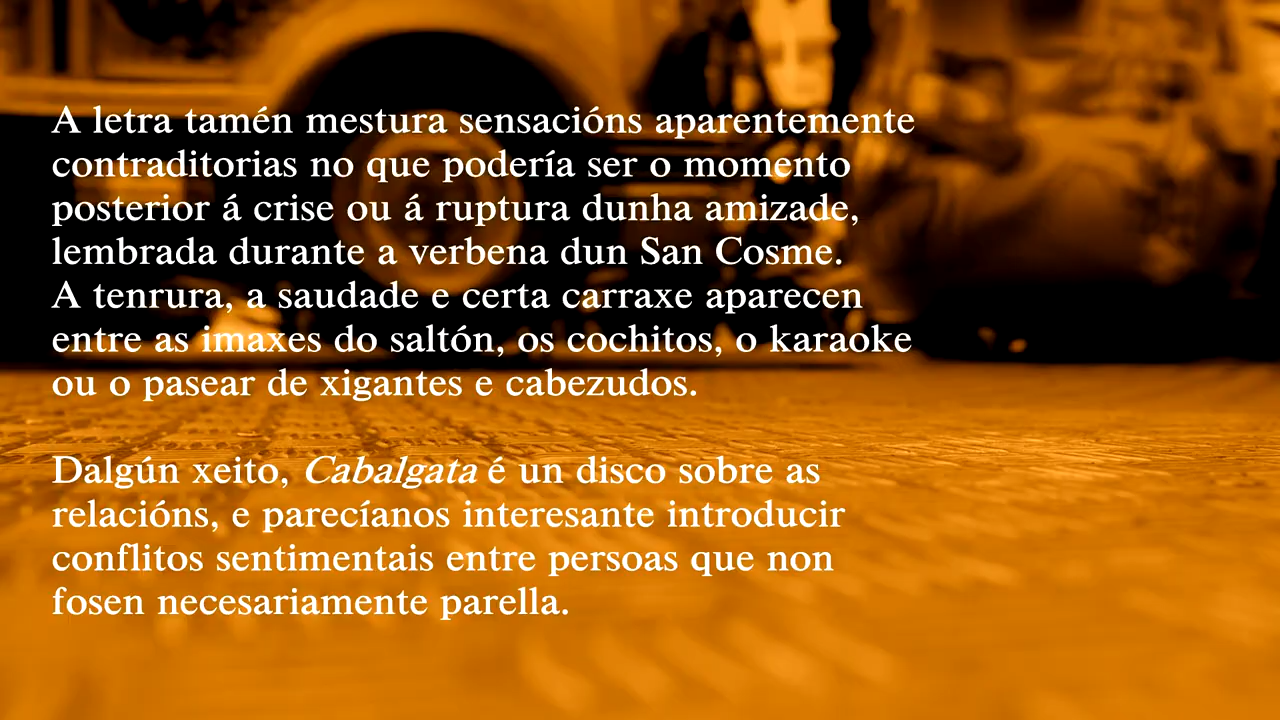 A letra tamén mestura sensacións aparentemente
contraditorias no que podería ser o momento
posterior á crise ou á ruptura dunha amizade,
lembrada durante a verbena dun San Cosme.
A tenrura, a saudade e certa carraxe aparecen
entre as imaxes do saltón, os cochitos, o karaoke
ou o pasear de xigantes e cabezudos.
Dalgún xeito, Cabalgata é un disco sobre as
relacións, e parecíanos interesante introducir
conflitos sentimentais entre persoas que non
fosen necesariamente parella.